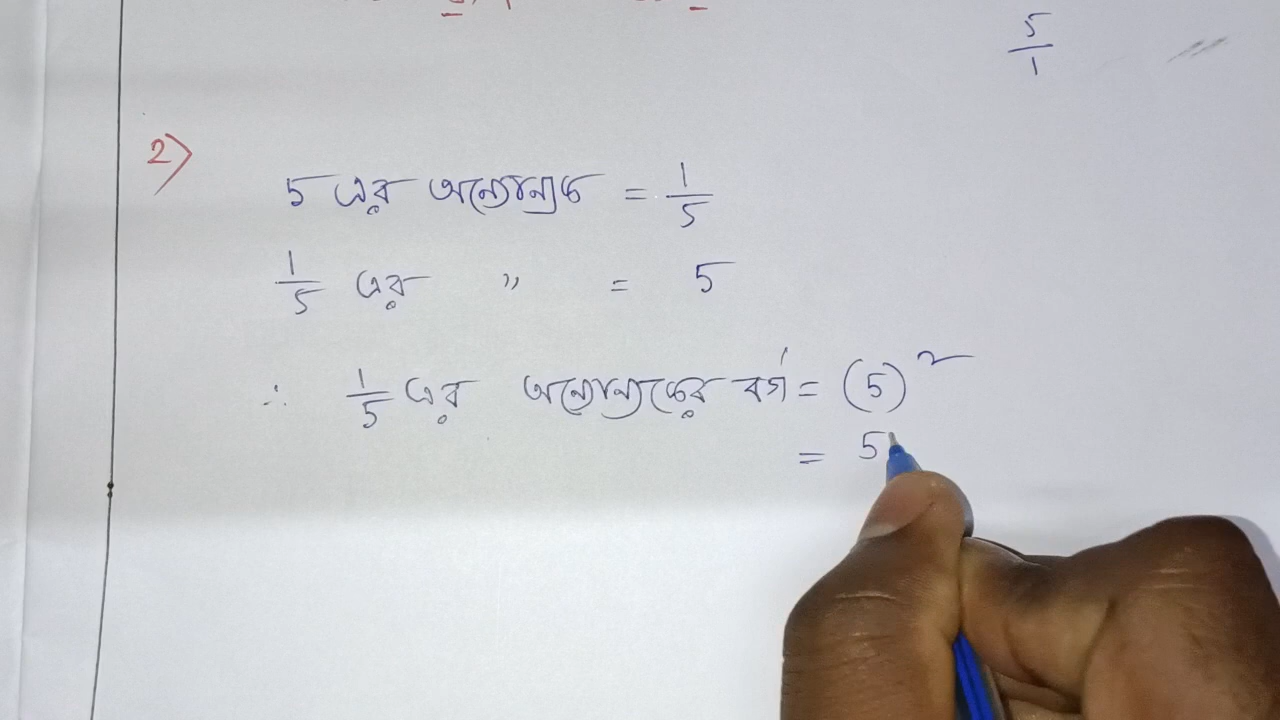 5
1
2)
5 এর অন্যোন্যক = 1/5
1/5 এর " = 5
∴ 1/5 এর অন্যোন্যকের বর্গ = (5)²
= 5